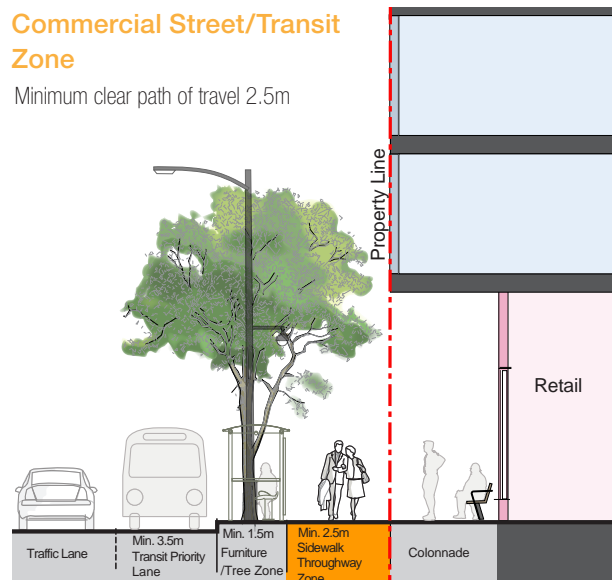 Commercial Street/Transit
Zone
Minimum clear path of travel 2.5m
Property Line
Retail
Traffic Lane
Min. 3.5m
Transit Priority
Lane
Min. 1.5m
Furniture
/Tree Zone
Min. 2.5m
Sidewalk
Throughway
Zone
Colonnade